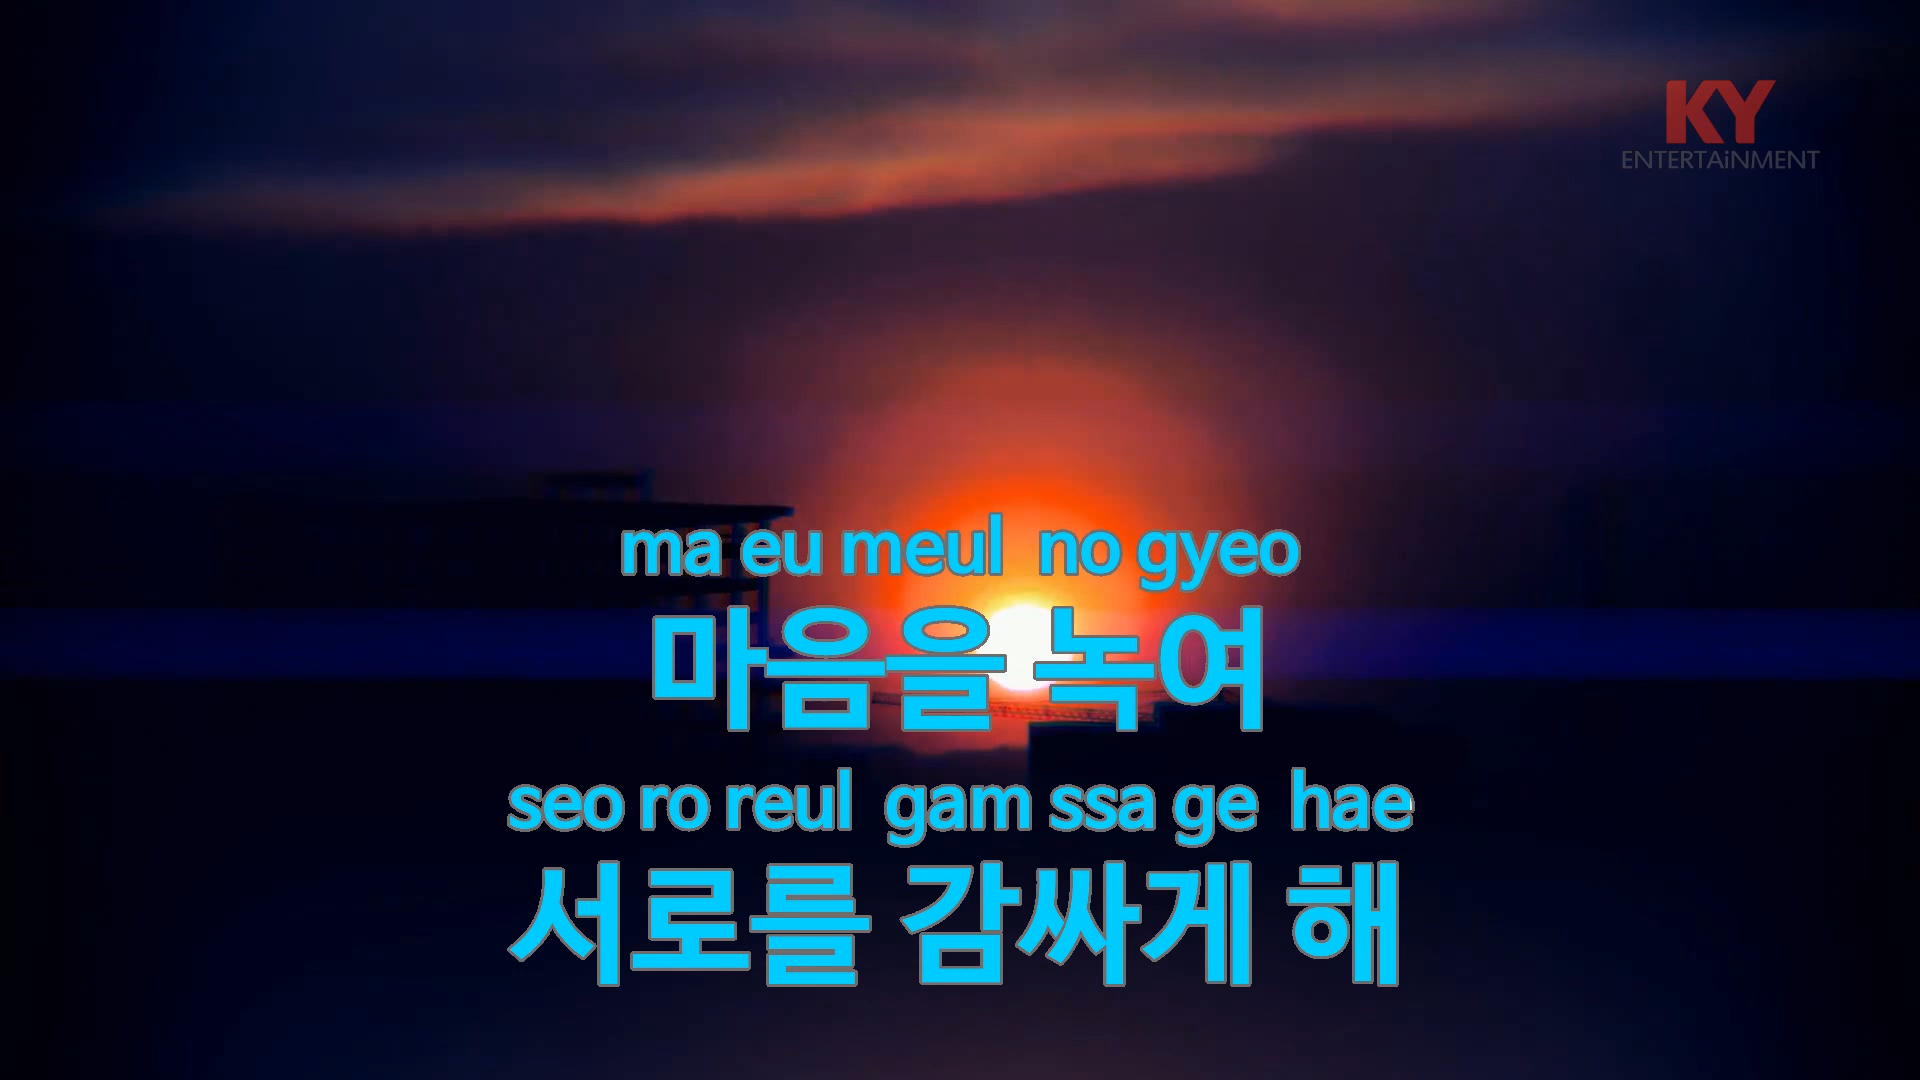 KY
ENTERTAiNMENT
ma eu meul no gyeo
마음을 녹여
seo ro reul gam ssa ge hae
서로를 감싸게 해